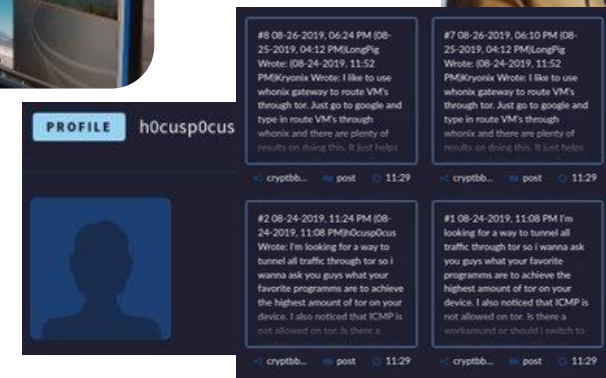 PROFILE h0cusp0cus
#8 08-26-2019, 06:24 PM (08-
25-2019, 04:12 PM)LongPig
Wrote: (08-24-2019, 11:52
PM)Kryonix Wrote: I like to use
whonix gateway to route VM's
through tor. Just go to google and
type in route VM's through
whonix and there are plenty of
results on doing this. It just helps
cryptbb... post 11:29
#7 08-26-2019, 06:10 PM (08-
25-2019, 04:12 PM)LongPig
Wrote: (08-24-2019, 11:52
PM)Kryonix Wrote: I like to use
whonix gateway to route VM's
through tor. Just go to google and
type in route VM's through
whonix and there are plenty of
results on doing this. It just helps
cryptbb... post 11:29
#2 08-24-2019, 11:24 PM (08-
24-2019, 11:08 PM)h0cusp0cus
Wrote: I'm looking for a way to
tunnel all traffic through tor so i
wanna ask you guys what your
favorite programms are to achieve
the highest amount of tor on your
device. I also noticed that ICMP is
not allowed on tor. Is there a
cryptbb... post 11:29
#1 08-24-2019, 11:08 PM I'm
looking for a way to tunnel all
traffic through tor so i wanna ask
you guys what your favorite
programms are to achieve the
highest amount of tor on your
device. I also noticed that ICMP is
not allowed on tor. Is there a
workaround or should i switch to
cryptbb... post 11:29